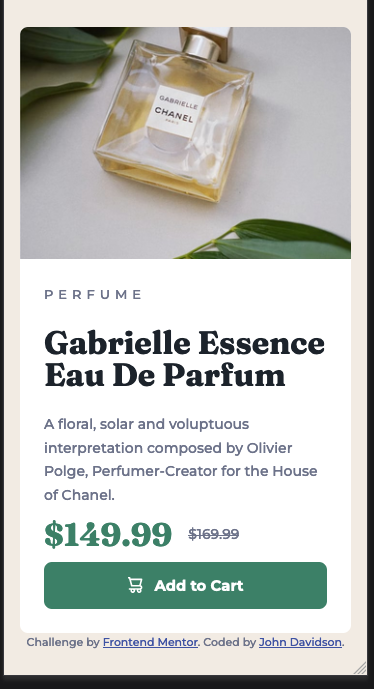 GABRIELLE
CHANEL
PARIS
PERFUME
Gabrielle Essence
Eau De Parfum
A floral, solar and voluptuous
interpretation composed by Olivier
Polge, Perfumer-Creator for the House
of Chanel.
$149.99 $169.99
Add to Cart
Challenge by Frontend Mentor. Coded by John Davidson.